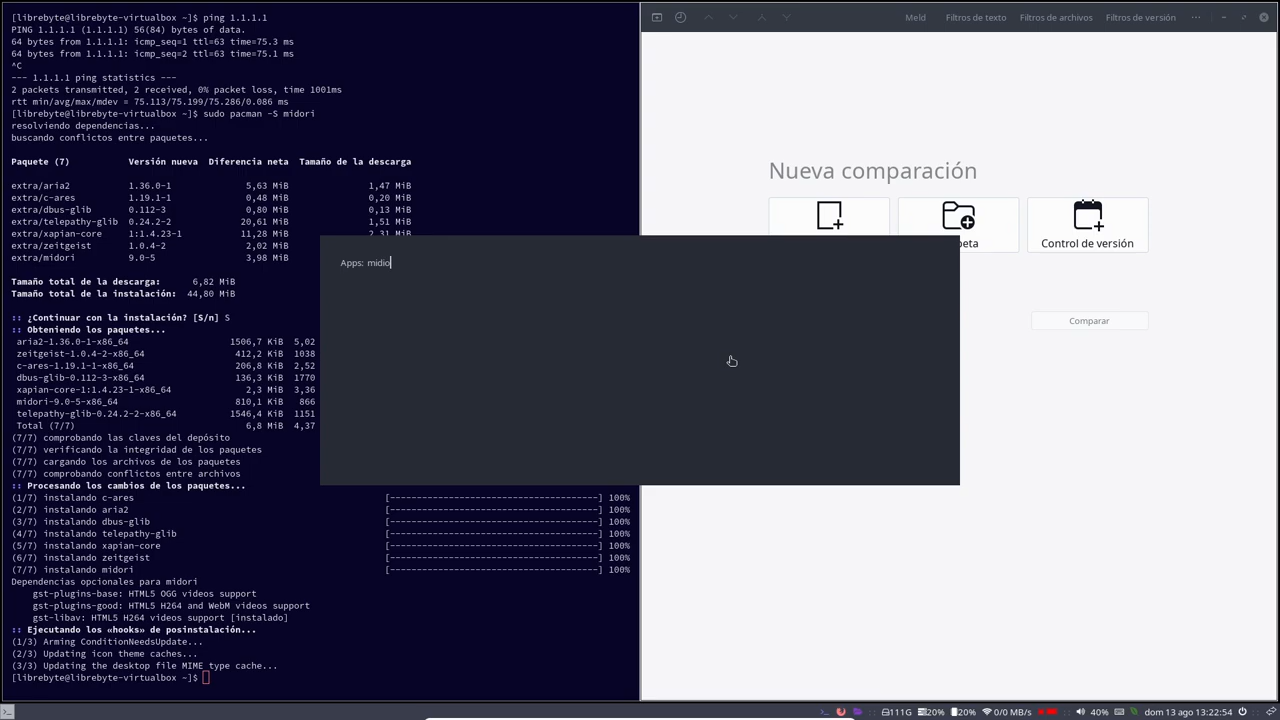 [librebyte@librebyte-virtualbox ~]$ ping 1.1.1.1
PING 1.1.1.1 (1.1.1.1) 56(84) bytes of data.
64 bytes from 1.1.1.1: icmp_seq=1 ttl=63 time=75.3 ms
64 bytes from 1.1.1.1: icmp_seq=2 ttl=63 time=75.1 ms
^C
--- 1.1.1.1 ping statistics ---
2 packets transmitted, 2 received, 0% packet loss, time 1001ms
rtt min/avg/max/mdev = 75.113/75.199/75.286/0.086 ms
[librebyte@librebyte-virtualbox ~]$ sudo pacman -S midori
resolviendo dependencias...
buscando conflictos entre paquetes...
Paquete (7) Versión nueva Diferencia neta Tamaño de la descarga
extra/aria2 1.36.0-1 5,63 MiB 1,47 MiB
extra/c-ares 1.19.1-1 0,48 MiB 0,20 MiB
extra/dbus-glib 0.112-3 0,80 MiB 0,13 MiB
extra/telepathy-glib 0.24.2-2 20,61 MiB 1,51 MiB
extra/xapian-core 1:1.4.23-1 11,28 MiB 2,31 MiB
extra/zeitgeist 1.0.4-2 2,02 MiB
extra/midori 9.0-5 3,98 MiB
Tamaño total de la descarga: 6,82 MiB
Tamaño total de la instalación: 44,80 MiB
:: ¿Continuar con la instalación? [S/n] S
:: Obteniendo los paquetes...
aria2-1.36.0-1-x86_64 1506,7 KiB 5,02
zeitgeist-1.0.4-2-x86_64 412,2 KiB 1038
c-ares-1.19.1-1-x86_64 206,8 KiB 2,52
dbus-glib-0.112-3-x86_64 136,3 KiB 1770
xapian-core-1:1.4.23-1-x86_64 2,3 MiB 3,36
midori-9.0-5-x86_64 810,1 KiB 866
telepathy-glib-0.24.2-2-x86_64 1546,4 KiB 1151
Total (7/7) 6,8 MiB 4,37
(7/7) comprobando las claves del depósito
(7/7) verificando la integridad de los paquetes
(7/7) cargando los archivos de los paquetes
(7/7) comprobando conflictos entre archivos
:: Procesando los cambios de los paquetes...
(1/7) instalando c-ares [--------------------------------------] 100%
(2/7) instalando aria2 [--------------------------------------] 100%
(3/7) instalando dbus-glib [--------------------------------------] 100%
(4/7) instalando telepathy-glib [--------------------------------------] 100%
(5/7) instalando xapian-core [--------------------------------------] 100%
(6/7) instalando zeitgeist [--------------------------------------] 100%
(7/7) instalando midori [--------------------------------------] 100%
Dependencias opcionales para midori
gst-plugins-base: HTML5 OGG videos support
gst-plugins-good: HTML5 H264 and WebM videos support
gst-libav: HTML5 H264 videos support [instalado]
:: Ejecutando los «hooks» de posinstalación...
(1/3) Arming ConditionNeedsUpdate...
(2/3) Updating icon theme caches...
(3/3) Updating the desktop file MIME type cache...
[librebyte@librebyte-virtualbox ~]$
Meld Filtros de texto Filtros de archivos Filtros de versión ...
Nueva comparación
peta Control de versión
Apps: midio
Comparar
111G 20% 20% 0/0 MB/s 40% dom 13 ago 13:22:54